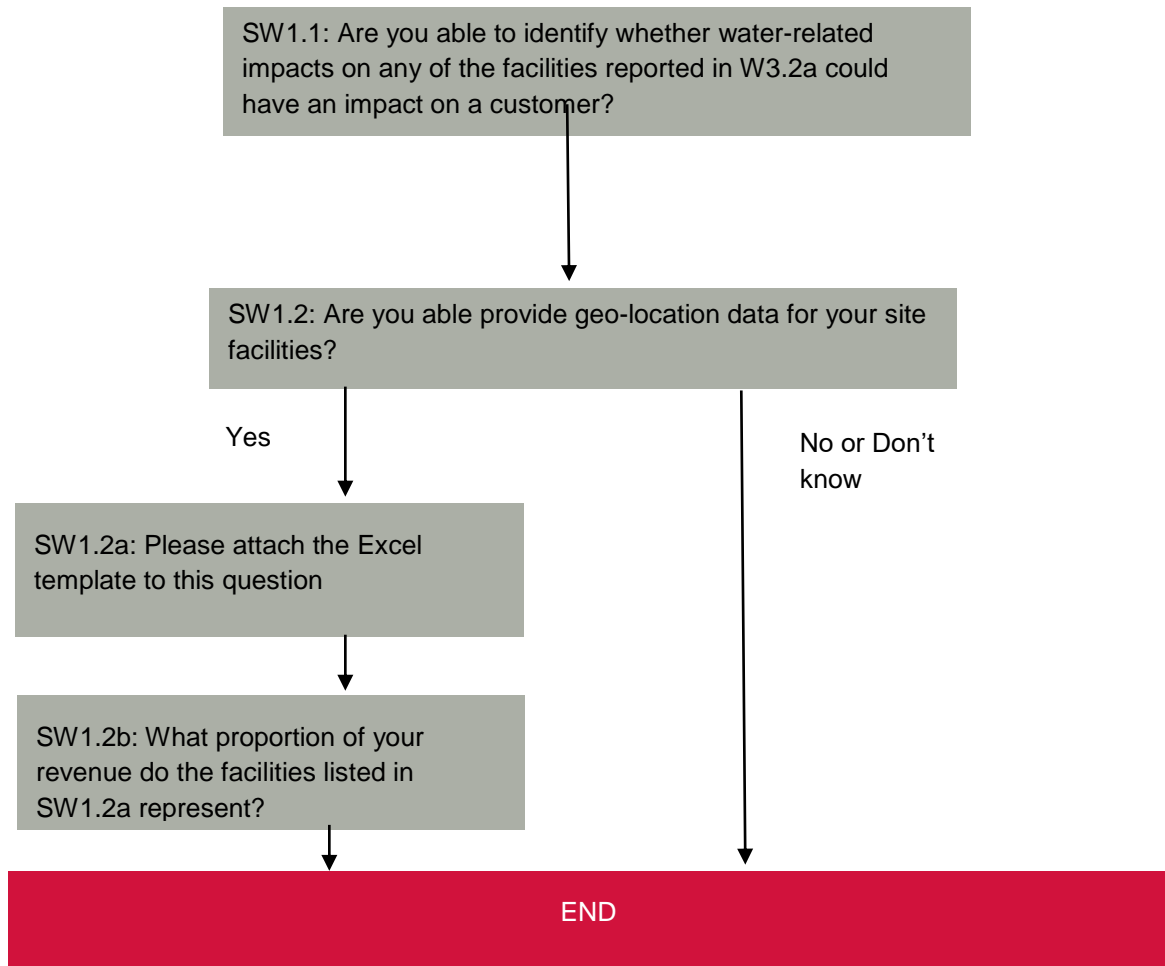 SW1.1: Are you able to identify whether water-related
impacts on any of the facilities reported in W3.2a could
have an impact on a customer?
SW1.2: Are you able provide geo-location data for your site
facilities?
Yes
No or Don’t
know
SW1.2a: Please attach the Excel
template to this question
SW1.2b: What proportion of your
revenue do the facilities listed in
SW1.2a represent?
END